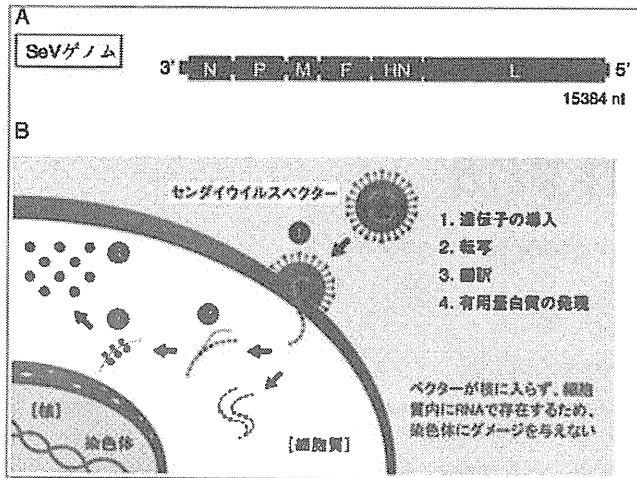 A
SeVゲノム
3' N P M F HN L 5'
15384 nt
B
センダイウイルスベクター
1. 遺伝子の導入
2. 転写
3. 翻訳
4. 有用蛋白質の発現
ベクターが核に入らず、細胞
質内にRNAで存在するため、
染色体にダメージを与えない
[核]
染色体
[細胞質]